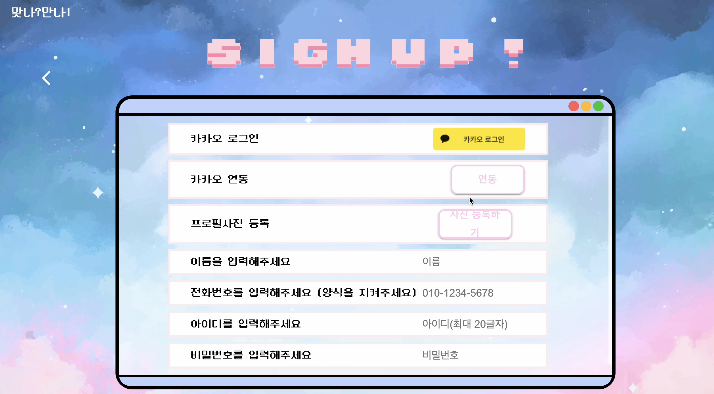 맞나?만나!
SIGH UP!
카카오 로그인
카카오 로그인
카카오 연동
연동
프로필사진 등록
사진 등록하
기
이름을 입력해주세요
이름
전화번호를 입력해주세요 (양식을 지켜주세요)
010-1234-5678
아이디를 입력해주세요
아이디(최대 20글자)
비밀번호를 입력해주세요
비밀번호